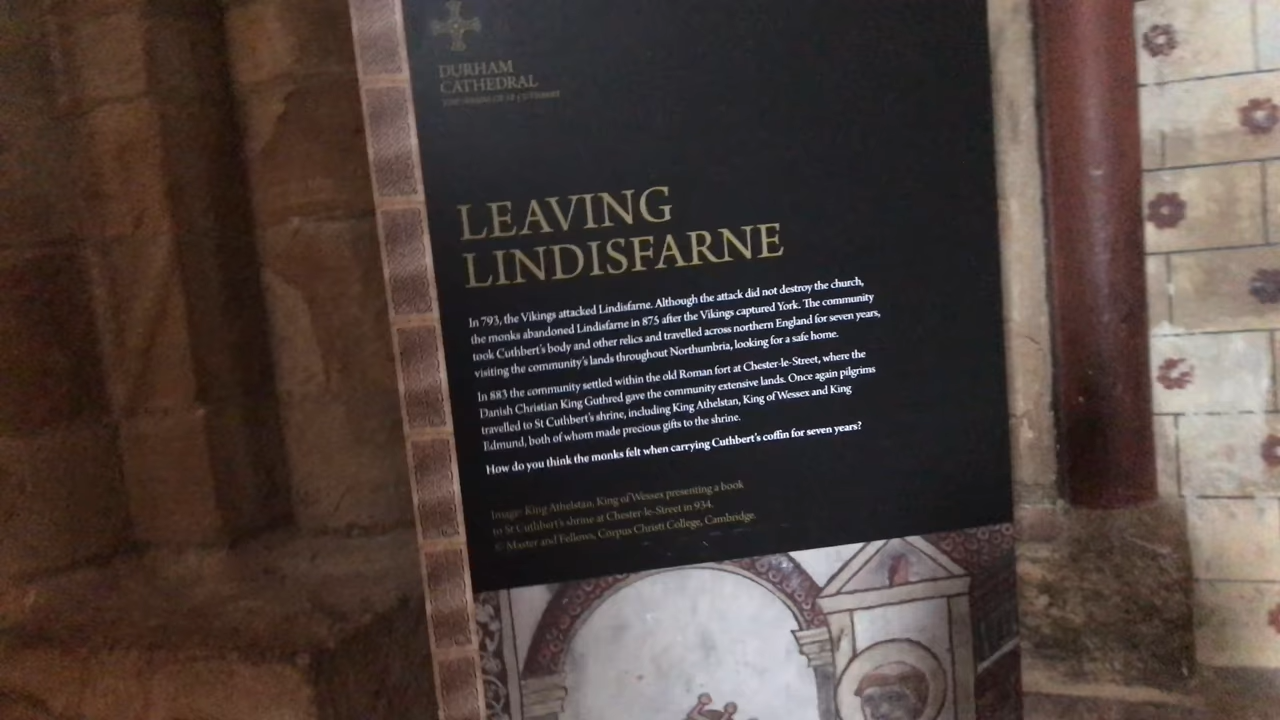 DURHAM
CATHEDRAL
LEAVING
LINDISFARNE
In 793, the Vikings attacked Lindisfarne. Although the attack did not destroy the church,
the monks abandoned Lindisfarne in 875 after the Vikings captured York. The community
took Cuthbert's body and other relics and travelled across northern England for seven years,
visiting the community's lands throughout Northumbria, looking for a safe home.
In 883 the community settled within the old Roman fort at Chester-le-Street, where the
Danish Christian King Guthred gave the community extensive lands. Once again pilgrims
travelled to St Cuthbert's shrine, including King Athelstan, King of Wessex and King
Edmund, both of whom made precious gifts to the shrine.
How do you think the monks felt when carrying Cuthbert's coffin for seven years?
Image: King Athelstan, King of Wessex presenting a book
to St Cuthbert's shrine at Chester-le-Street in 934.
© Master and Fellows, Corpus Christi College, Cambridge.